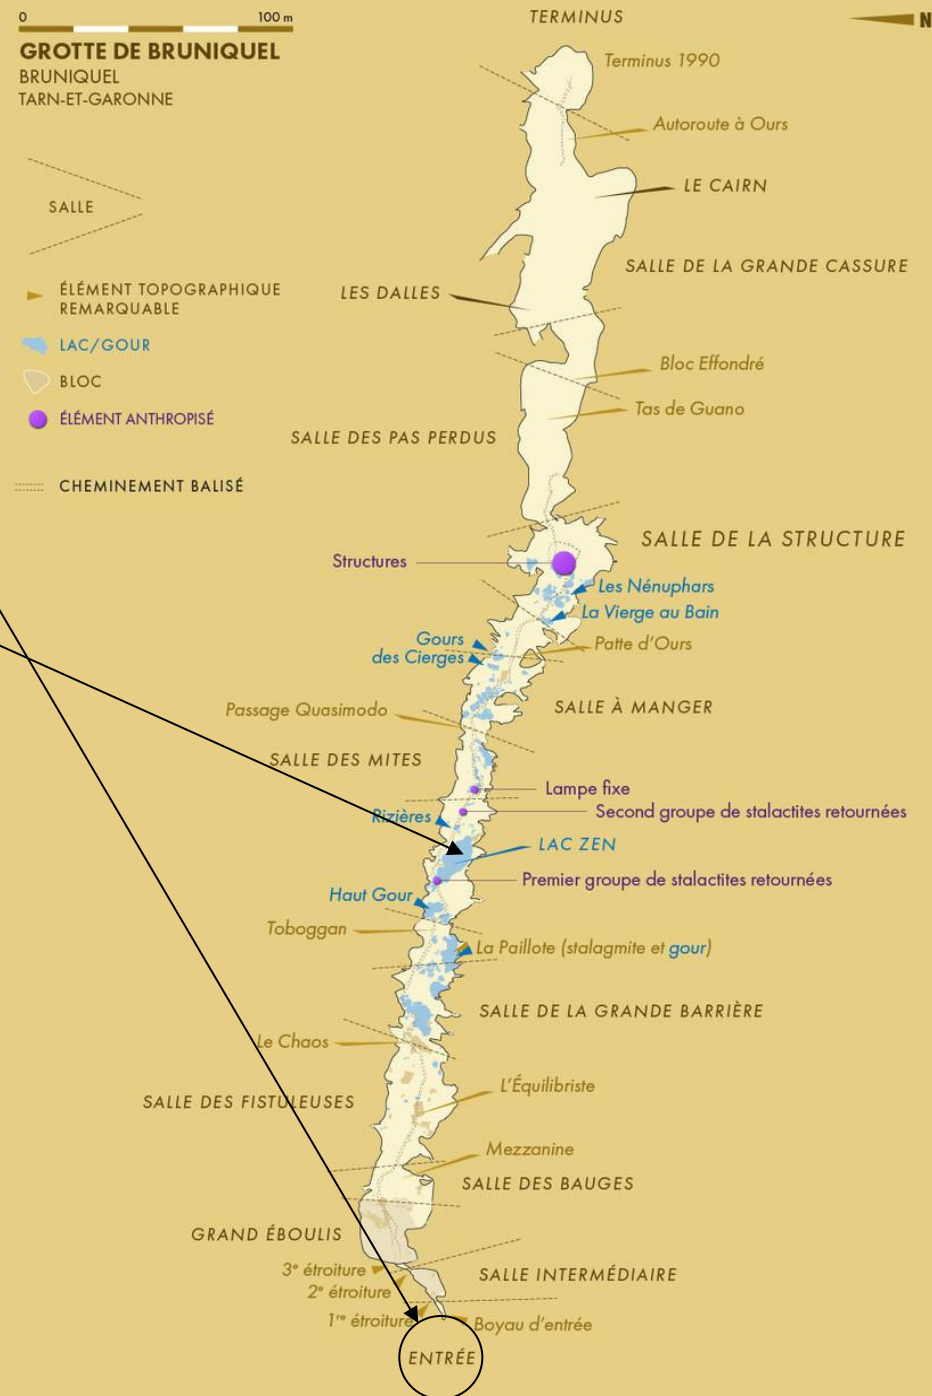 0 100 m
GROTTE DE BRUNIQUEL
BRUNIQUEL
TARN-ET-GARONNE
N
TERMINUS
Terminus 1990
Autoroute à Ours
LE CAIRN
SALLE
SALLE DE LA GRANDE CASSURE
ÉLÉMENT TOPOGRAPHIQUE
REMARQUABLE
LES DALLES
LAC/GOUR
BLOC
Bloc Effondré
Tas de Guano
ÉLÉMENT ANTHROPISÉ
SALLE DES PAS PERDUS
CHEMINEMENT BALISÉ
SALLE DE LA STRUCTURE
Structures
Les Nénuphars
La Vierge au Bain
Gours
des Cierges
Patte d'Ours
SALLE À MANGER
Passage Quasimodo
SALLE DES MITES
Lampe fixe
Second groupe de stalactites retournées
Rizières
LAC ZEN
Premier groupe de stalactites retournées
Haut Gour
Toboggan
La Paillote (stalagmite et gour)
SALLE DE LA GRANDE BARRIÈRE
Le Chaos
L'Équilibriste
SALLE DES FISTULEUSES
Mezzanine
SALLE DES BAUGES
GRAND ÉBOULIS
3e étroiture
SALLE INTERMÉDIAIRE
2e étroiture
1re étroiture
Boyau d'entrée
ENTRÉE